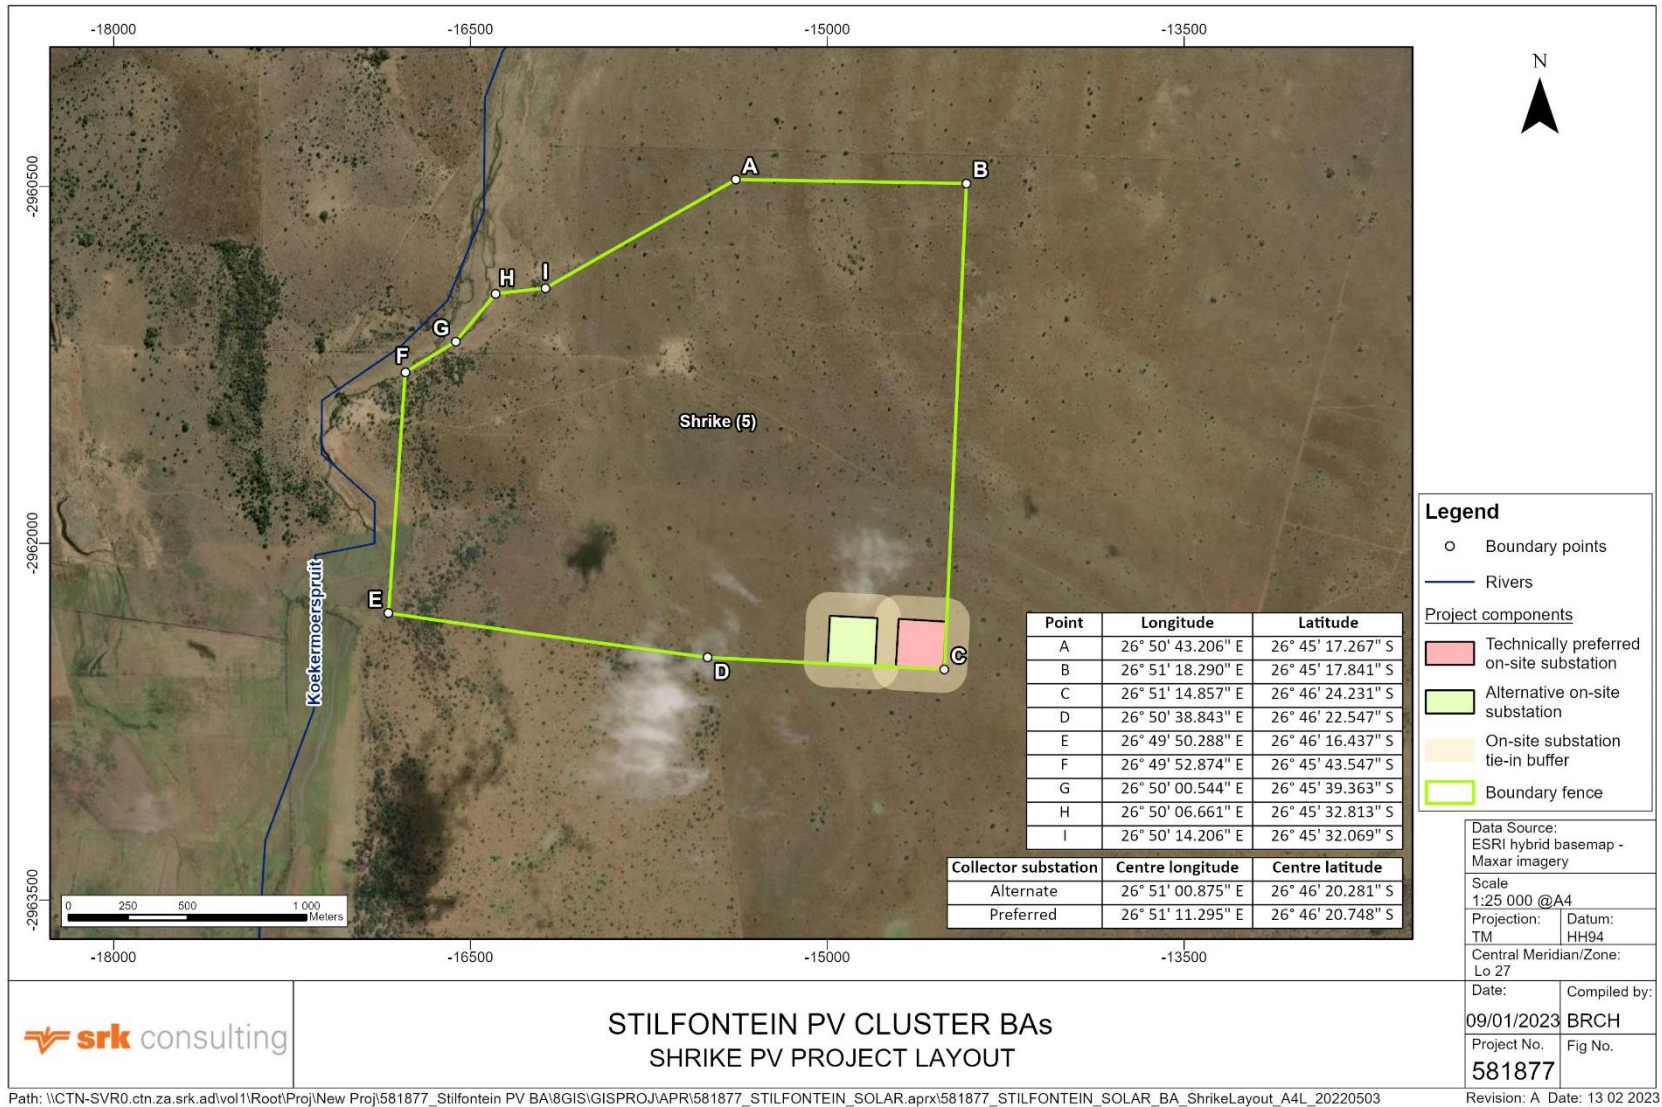 -18000 -16500 -15000 -13500
N
-2960500
-2962000
-2963500
A
B
H
I
G
F
Shrike (5)
E
D
C
Koekermoerspruit
Point Longitude Latitude
A 26° 50' 43.206" E 26° 45' 17.267" S
B 26° 51' 18.290" E 26° 45' 17.841" S
C 26° 51' 14.857" E 26° 46' 24.231" S
D 26° 50' 38.843" E 26° 46' 22.547" S
E 26° 49' 50.288" E 26° 46' 16.437" S
F 26° 49' 52.874" E 26° 45' 43.547" S
G 26° 50' 00.544" E 26° 45' 39.363" S
H 26° 50' 06.661" E 26° 45' 32.813" S
I 26° 50' 14.206" E 26° 45' 32.069" S
Collector substation Centre longitude Centre latitude
Alternate 26° 51' 00.875" E 26° 46' 20.281" S
Preferred 26° 51' 11.295" E 26° 46' 20.748" S
0 250 500 1 000
Meters
-18000 -16500 -15000 -13500
Legend
Boundary points
Rivers
Project components
Technically preferred
on-site substation
Alternative on-site
substation
On-site substation
tie-in buffer
Boundary fence
Data Source:
ESRI hybrid basemap -
Maxar imagery
Scale
1:25 000 @A4
Projection: Datum:
TM HH94
Central Meridian/Zone:
Lo 27
Date: Compiled by:
09/01/2023 BRCH
Project No. Fig No.
581877
srk consulting
STILFONTEIN PV CLUSTER BAs
SHRIKE PV PROJECT LAYOUT
Path: \\CTN-SVR0.ctn.za.srk.ad\vol1\Root\Proj\New Proj\581877_Stilfontein PV BA\8GIS\GISPROJ\APR\581877_STILFONTEIN_SOLAR.aprx\581877_STILFONTEIN_SOLAR_BA_ShrikeLayout_A4L_20220503
Revision: A Date: 13 02 2023